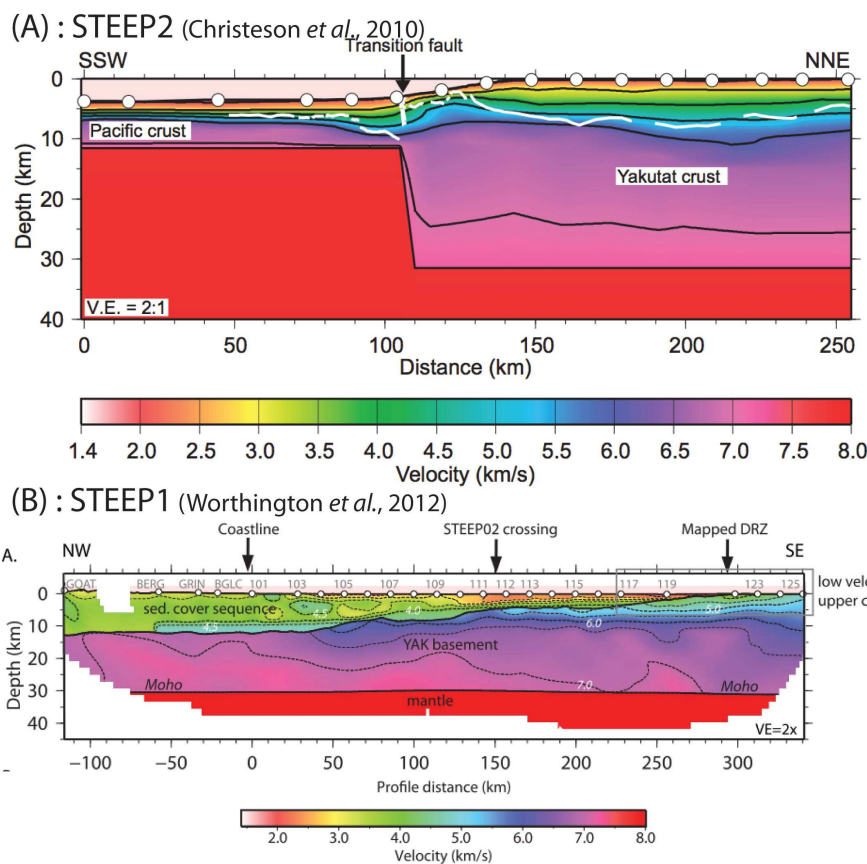 (A) : STEEP2 (Christeson et al., 2010)
Transition fault
SSW NNE
0
10
20
30
40
Depth (km)
Pacific crust
Yakutat crust
V.E. = 2:1
0 50 100 150 200 250
Distance (km)
1.4 2.0 2.5 3.0 3.5 4.0 4.5 5.0 5.5 6.0 6.5 7.0 7.5 8.0
Velocity (km/s)
(B) : STEEP1 (Worthington et al., 2012)
Coastline STEEP02 crossing Mapped DRZ
A.
NW SE
GOAT BERG GRIN BGLC 101 103 105 107 109 111 112 113 115 117 119 123 125
low velo
upper c
0
10
20
30
40
Depth (km)
sed. cover sequence
4.5 4.0 5.0
4.5 6.0
YAK basement
Moho 7.0 Moho
mantle
VE=2x
−100 −50 0 50 100 150 200 250 300
Profile distance (km)
2.0 3.0 4.0 5.0 6.0 7.0 8.0
Velocity (km/s)